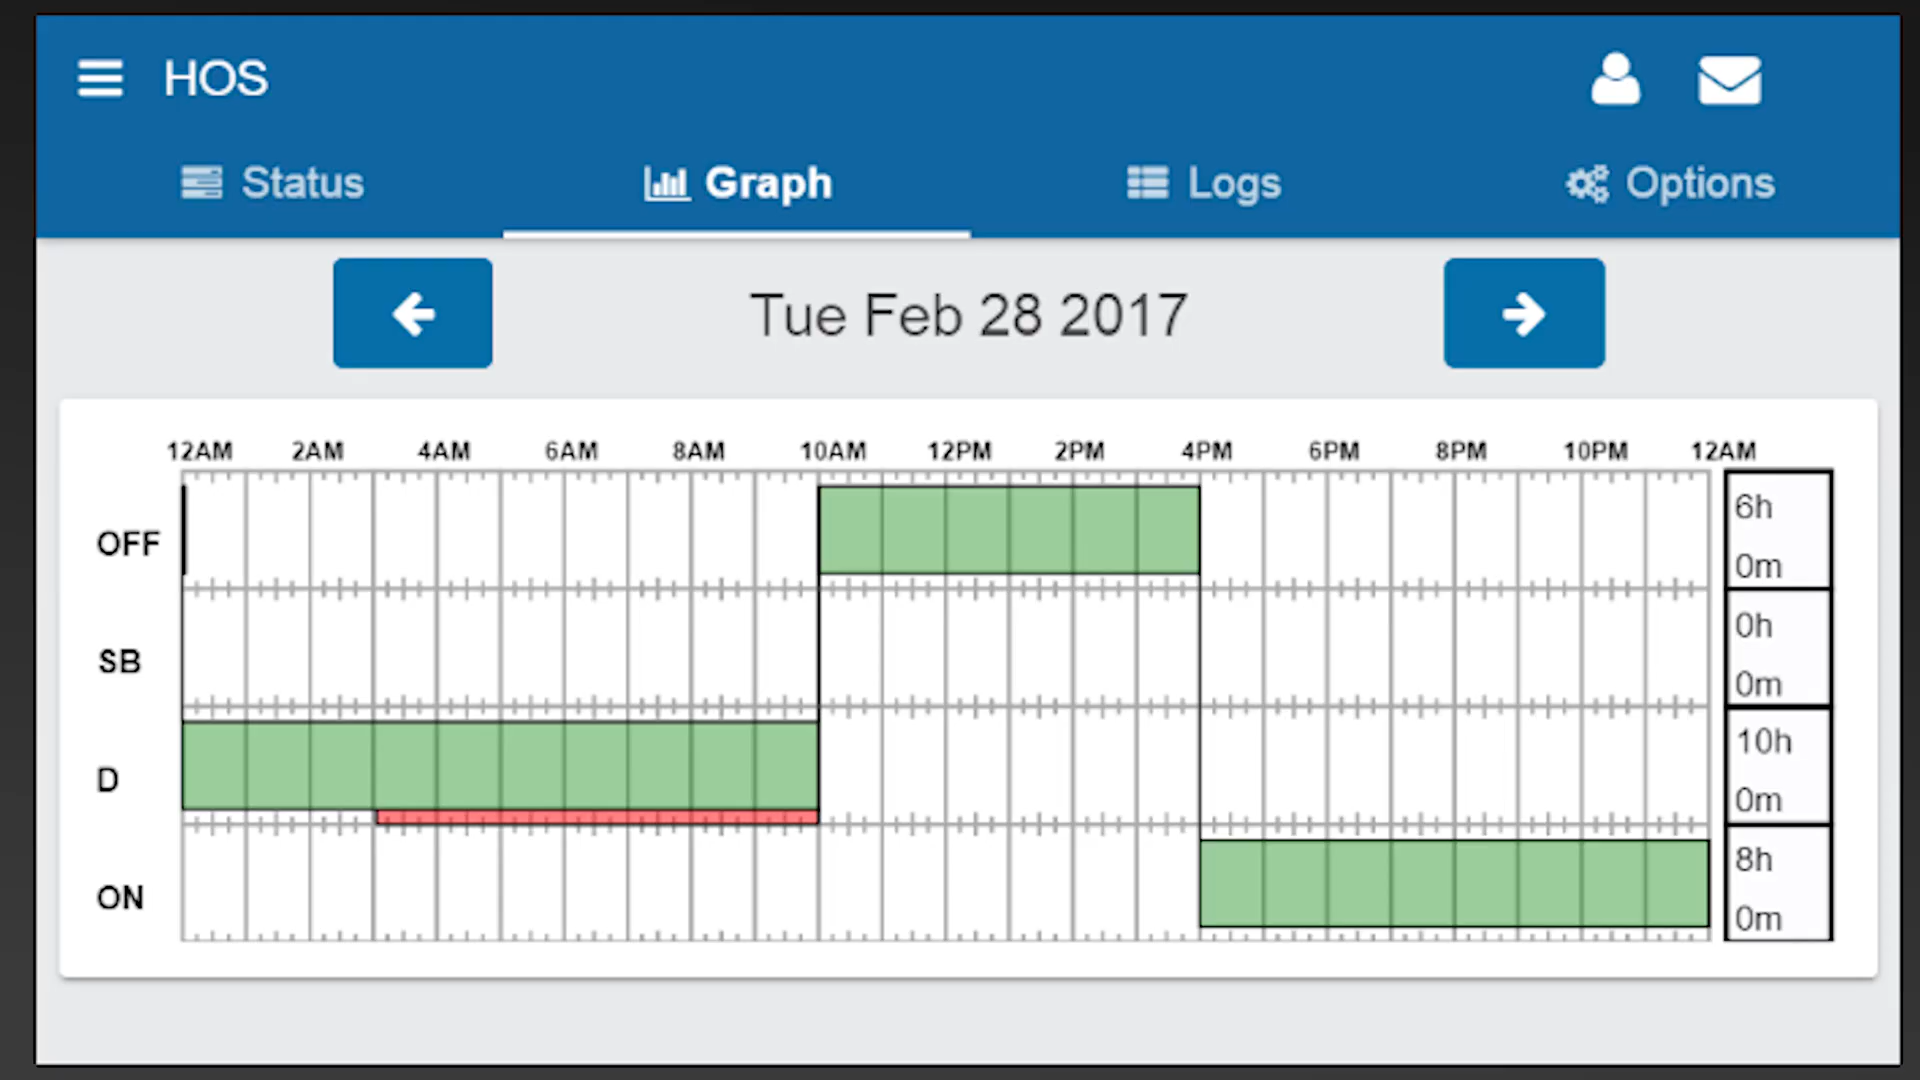 HOS
Status Graph Logs Options
Tue Feb 28 2017
12AM 2AM 4AM 6AM 8AM 10AM 12PM 2PM 4PM 6PM 8PM 10PM 12AM
OFF 6h
0m
SB 0h
0m
D 10h
0m
ON 8h
0m